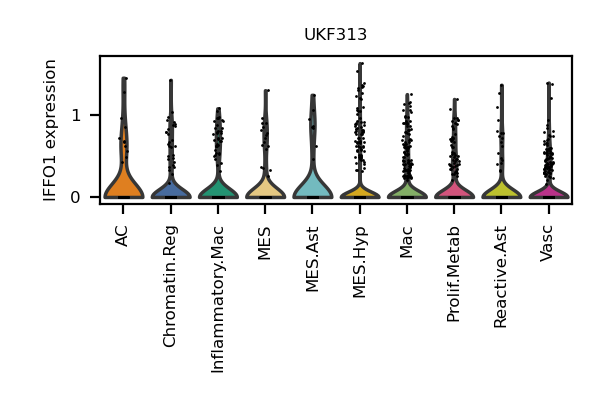 UKF313
IFFO1 expression
1
0
AC
Chromatin.Reg
Inflammatory.Mac
MES
MES.Ast
MES.Hyp
Mac
Prolif.Metab
Reactive.Ast
Vasc